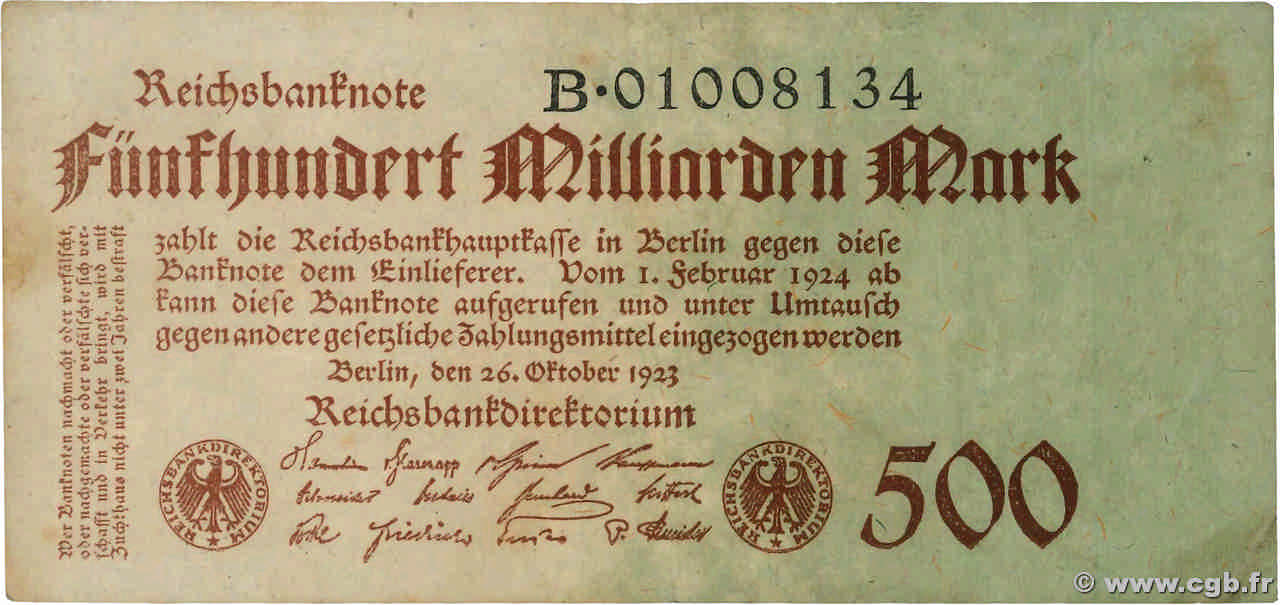 Reichsbanknote
B·01008134
Fünfhundert Milliarden Mark
zahlt die Reichsbankhauptkasse in Berlin gegen diese
Banknote dem Einlieferer. Vom 1. Februar 1924 ab
kann diese Banknote aufgerufen und unter Umtausch
gegen andere gesetzliche Zahlungsmittel eingezogen werden
Berlin, den 26. Oktober 1923
Reichsbankdirektorium
Wer Banknoten nachmacht oder verfälscht,
oder nachgemachte oder verfälschte sich ver-
schafft und in Verkehr bringt, wird mit
Zuchthaus nicht unter zwei Jahren bestraft
REICHSBANKDIREKTORIUM
REICHSBANKDIREKTORIUM
500
© www.cgb.fr